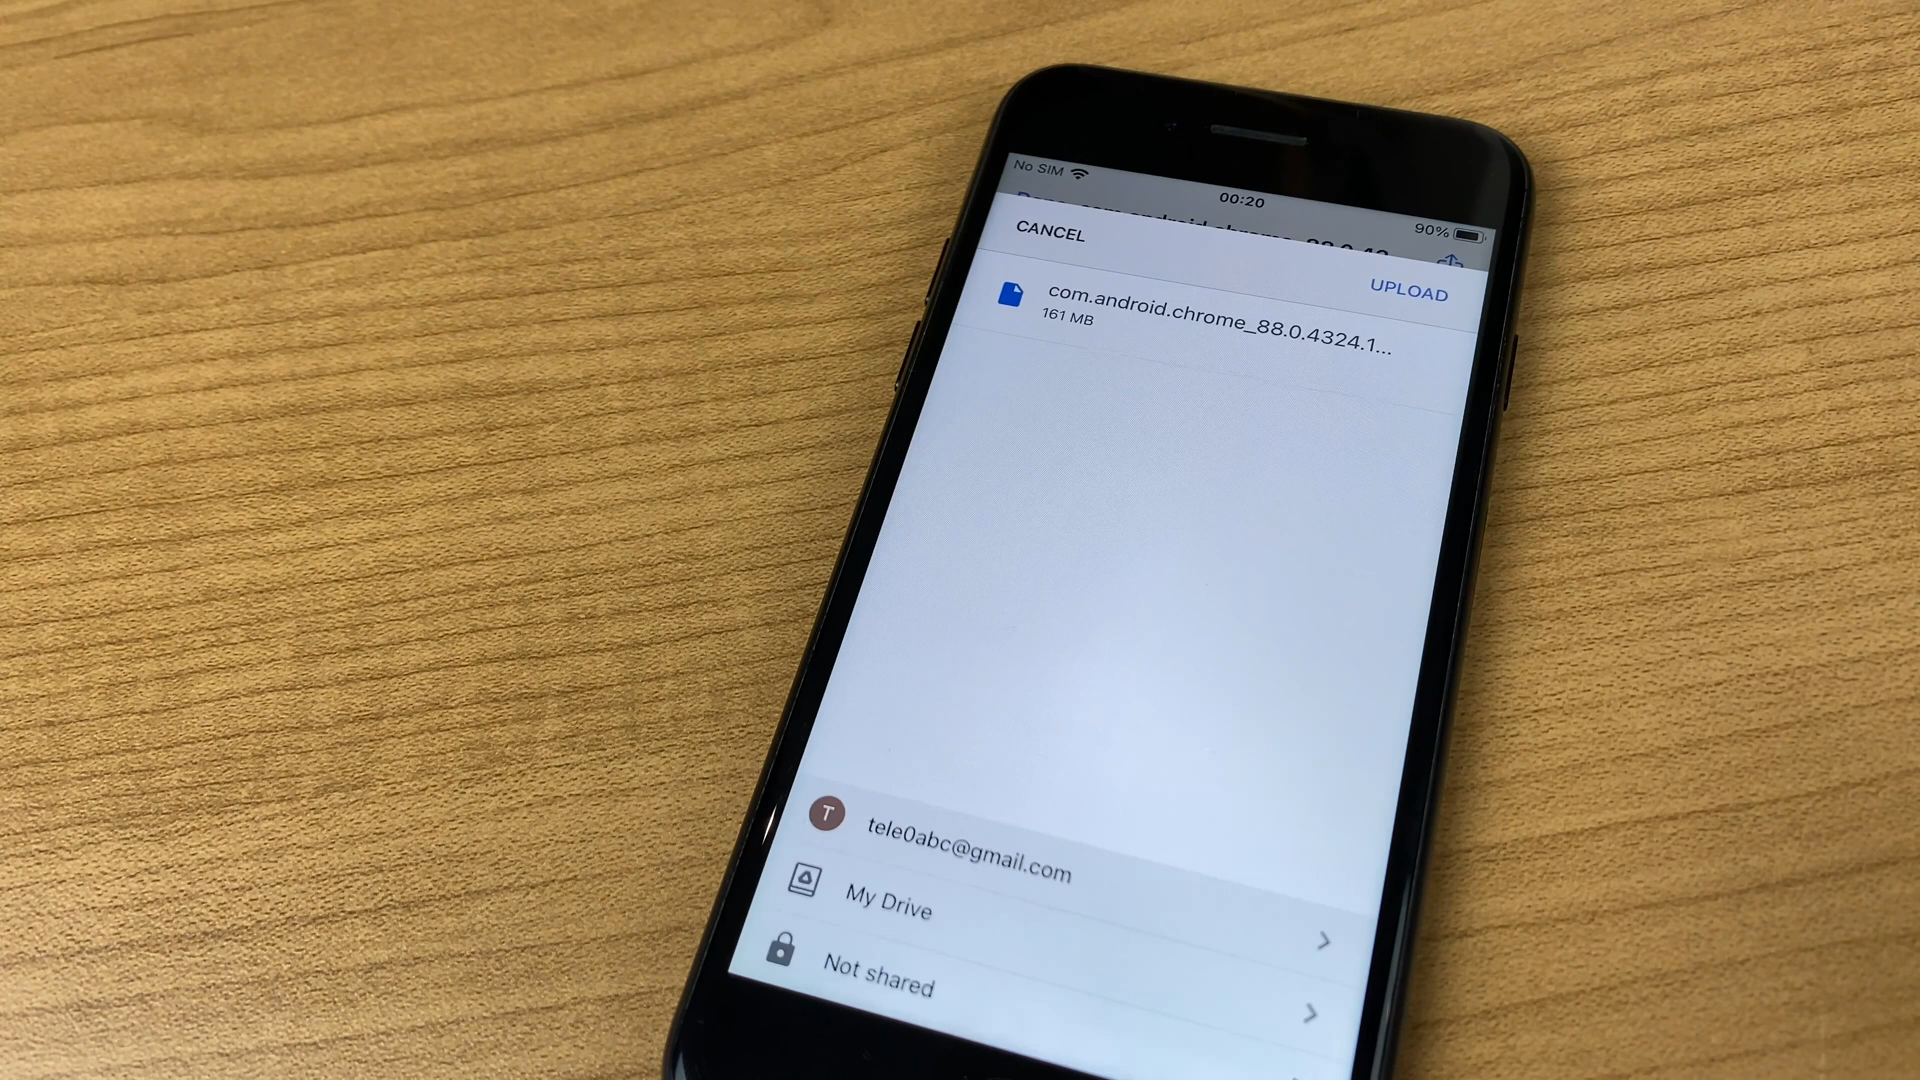 No SIM
00:20
90%
CANCEL
UPLOAD
com.android.chrome_88.0.4324.1...
161 MB
T
tele0abc@gmail.com
My Drive
Not shared